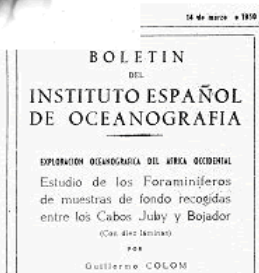 14 de marzo e 1950
BOLETIN
DEL
INSTITUTO ESPAÑOL
DE OCEANOGRAFIA
EXPLORACION OCEANOGRAFICA DEL AFRICA OCCIDENTAL
Estudio de los Foraminíferos
de muestras de fondo recogidas
entre los Cabos Juby y Bojador
(Con diez láminas)
POR
Guillermo COLOM